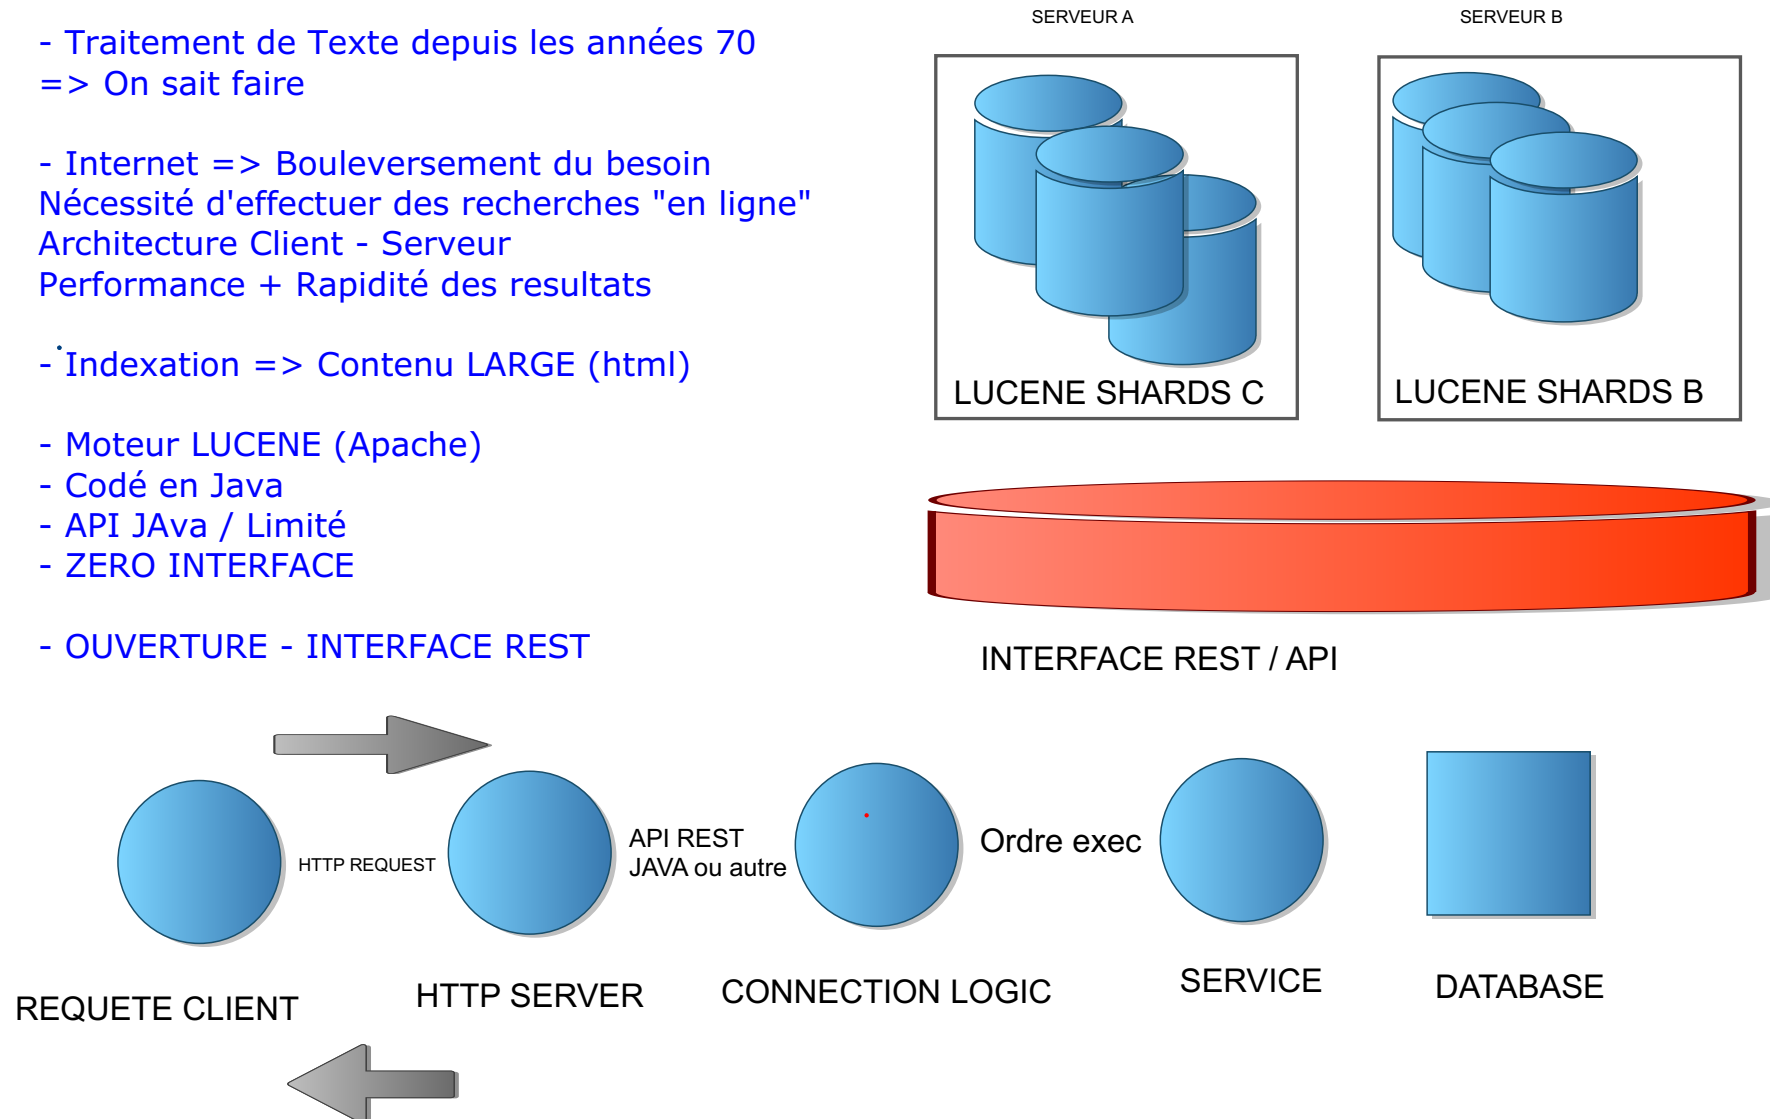 - Traitement de Texte depuis les années 70
=> On sait faire
- Internet => Bouleversement du besoin
Nécessité d'effectuer des recherches "en ligne"
Architecture Client - Serveur
Performance + Rapidité des resultats
- Indexation => Contenu LARGE (html)
- Moteur LUCENE (Apache)
- Codé en Java
- API JAva / Limité
- ZERO INTERFACE
- OUVERTURE - INTERFACE REST
SERVEUR A
SERVEUR B
LUCENE SHARDS C
LUCENE SHARDS B
INTERFACE REST / API
HTTP REQUEST
API REST
JAVA ou autre
Ordre exec
REQUETE CLIENT
HTTP SERVER
CONNECTION LOGIC
SERVICE
DATABASE